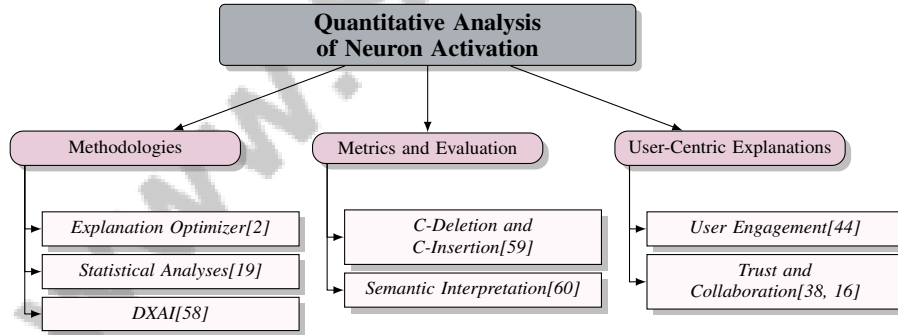 Quantitative Analysis
of Neuron Activation
Methodologies
Metrics and Evaluation
User-Centric Explanations
Explanation Optimizer[2]
Statistical Analyses[19]
DXAI[58]
C-Deletion and
C-Insertion[59]
Semantic Interpretation[60]
User Engagement[44]
Trust and
Collaboration[38, 16]
www.